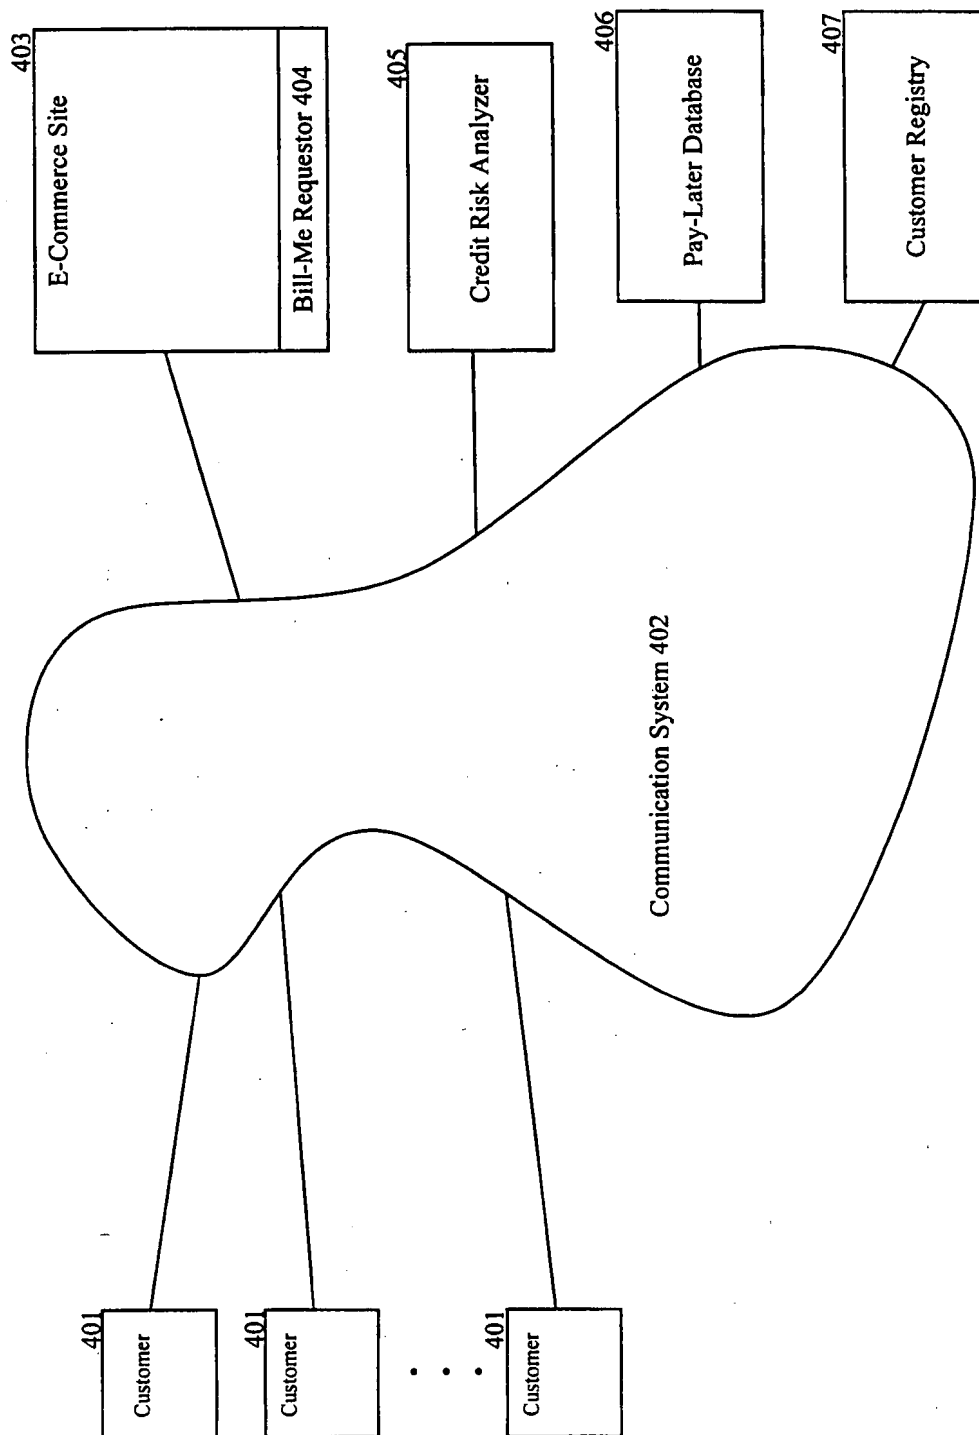 403
E-Commerce Site
Bill-Me Requestor 404
405
Credit Risk Analyzer
406
Pay-Later Database
407
Customer Registry
Communication System 402
401
Customer
401
Customer
401
Customer